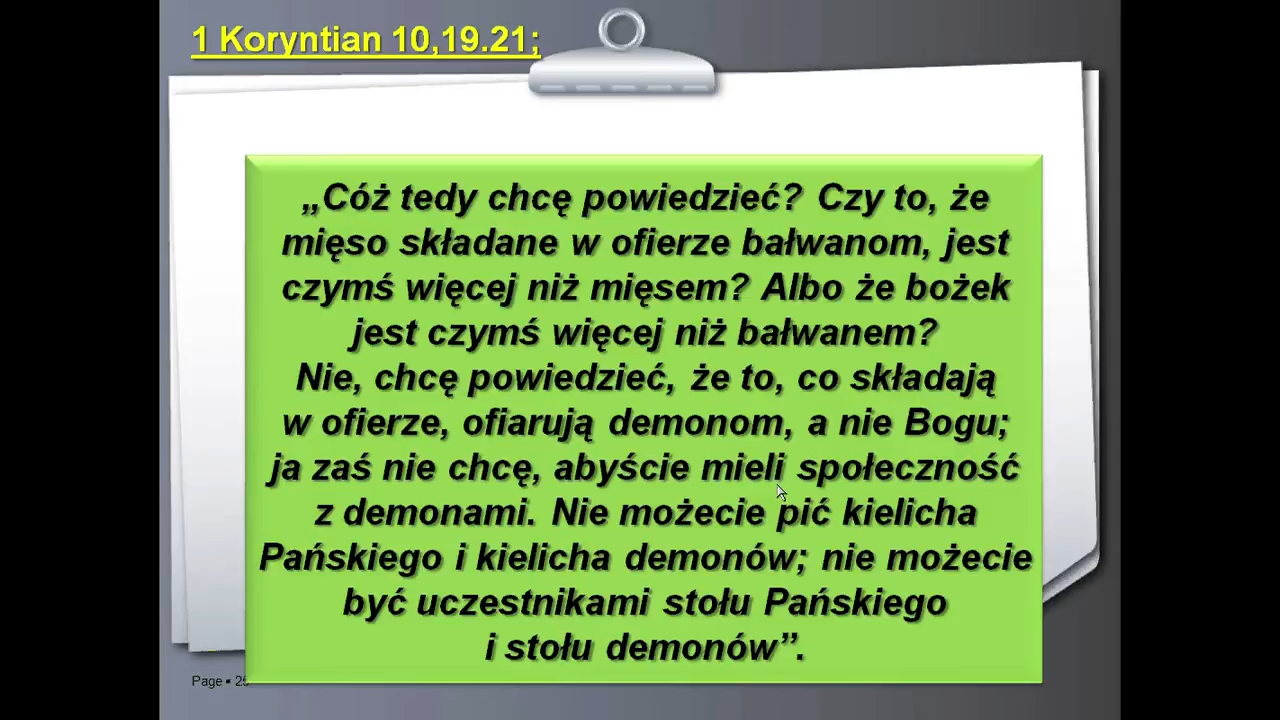 1 Koryntian 10,19.21;
„Cóż tedy chcę powiedzieć? Czy to, że
mięso składane w ofierze bałwanom, jest
czymś więcej niż mięsem? Albo że bożek
jest czymś więcej niż bałwanem?
Nie, chcę powiedzieć, że to, co składają
w ofierze, ofiarują demonom, a nie Bogu;
ja zaś nie chcę, abyście mieli społeczność
z demonami. Nie możecie pić kielicha
Pańskiego i kielicha demonów; nie możecie
być uczestnikami stołu Pańskiego
i stołu demonów”.
Page ▪